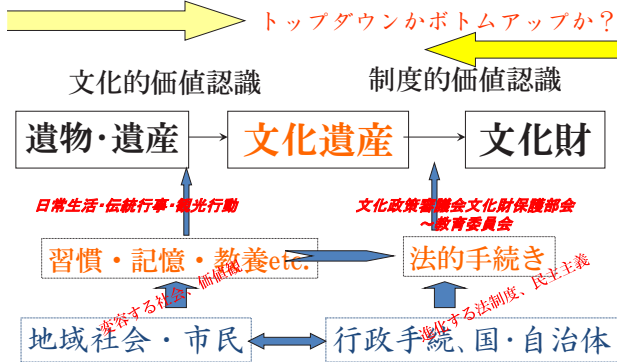 トップダウンかボトムアップか？
文化的価値認識
制度的価値認識
遺物・遺産
文化遺産
文化財
日常生活・伝統行事・観光行動
文化政策審議会文化財保護部会
～教育委員会
習慣・記憶・教養etc.
法的手続き
変容する社会、価値観
進化する法制度、民主主義
地域社会・市民
行政手続、国・自治体